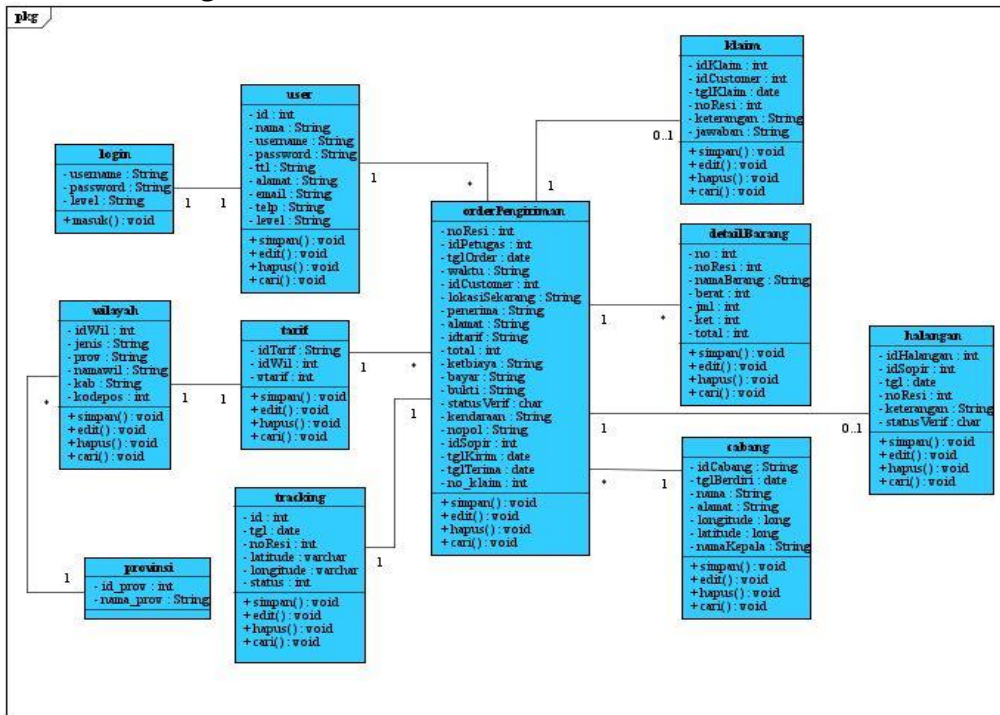 pkg
login
- username : String
- password : String
- level : String
+ masuk() : void
1
1
user
- id : int
- nama : String
- username : String
- password : String
- ttl : String
- alamat : String
- email : String
- telp : String
- level : String
+ simpan() : void
+ edit() : void
+ hapus() : void
+ cari() : void
1
*
klaim
- idKlaim : int
- idCustomer : int
- tglKlaim : date
- noResi : int
- keterangan : String
- jawaban : String
+ simpan() : void
+ edit() : void
+ hapus() : void
+ cari() : void
0..1
1
orderPengiriman
- noResi : int
- idPetugas : int
- tglOrder : date
- waktu : String
- idCustomer : int
- lokasiSekarang : String
- penerima : String
- alamat : String
- idtarif : String
- total : int
- ketbiaya : String
- bayar : String
- bukti : String
- statusVerif : char
- kendaraan : String
- nopol : String
- idSopir : int
- tglKirim : date
- tglTerima : date
- no_klaim : int
+ simpan() : void
+ edit() : void
+ hapus() : void
+ cari() : void
detailBarang
- no : int
- noResi : int
- namaBarang : String
- berat : int
- jml : int
- ket : int
- total : int
+ simpan() : void
+ edit() : void
+ hapus() : void
+ cari() : void
1
*
wilayah
- idWil : int
- jenis : String
- prov : String
- namawil : String
- kab : String
- kodepos : int
+ simpan() : void
+ edit() : void
+ hapus() : void
+ cari() : void
*
1
1
tarif
- idTarif : String
- idWil : int
- vtarif : int
+ simpan() : void
+ edit() : void
+ hapus() : void
+ cari() : void
1
*
1
halangan
- idHalangan : int
- idSopir : int
- tgl : date
- noResi : int
- keterangan : String
- statusVerif : char
+ simpan() : void
+ edit() : void
+ hapus() : void
+ cari() : void
1
0..1
cabang
- idCabang : String
- tglBerdiri : date
- nama : String
- alamat : String
- longitude : long
- latitude : long
- namaKepala : String
+ simpan() : void
+ edit() : void
+ hapus() : void
+ cari() : void
*
1
tracking
- id : int
- tgl : date
- noResi : int
- latitude : varchar
- longitude : varchar
- status : int
+ simpan() : void
+ edit() : void
+ hapus() : void
+ cari() : void
1
provinsi
- id_prov : int
- nama_prov : String
1